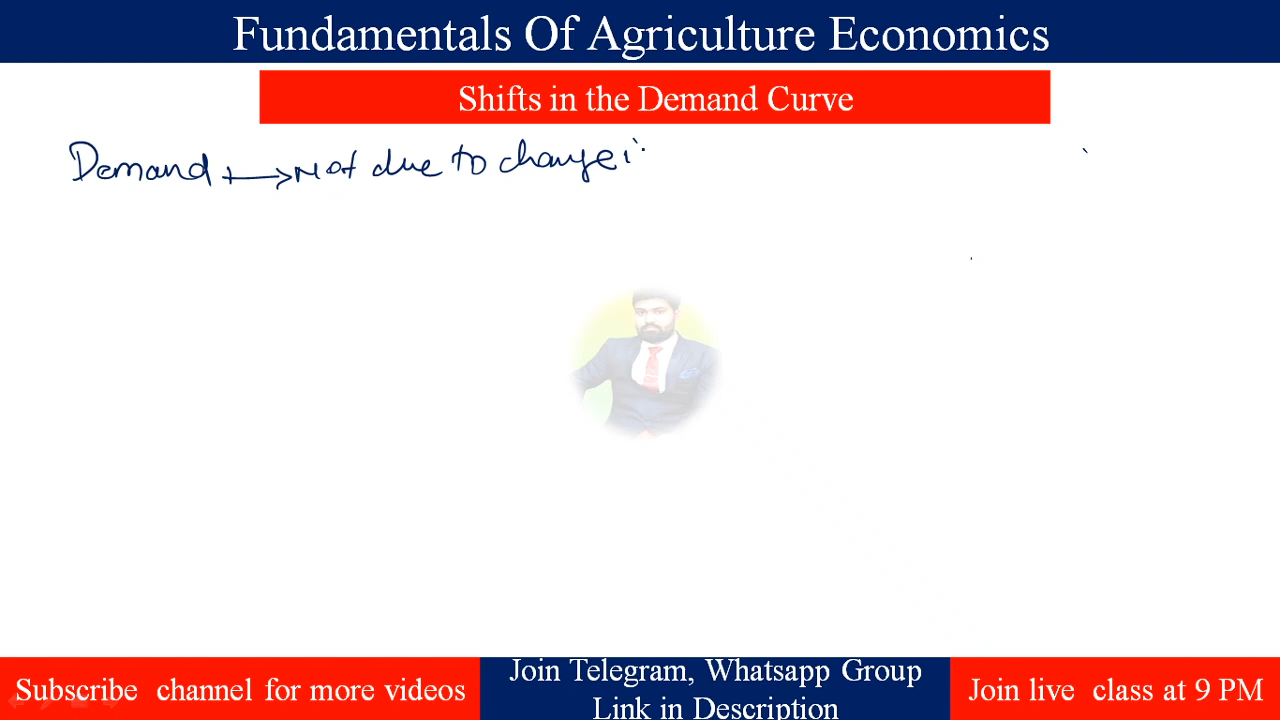 Fundamentals Of Agriculture Economics
Shifts in the Demand Curve
Demand → Not due to change i
Subscribe channel for more videos
Join Telegram, Whatsapp Group
Link in Description
Join live class at 9 PM